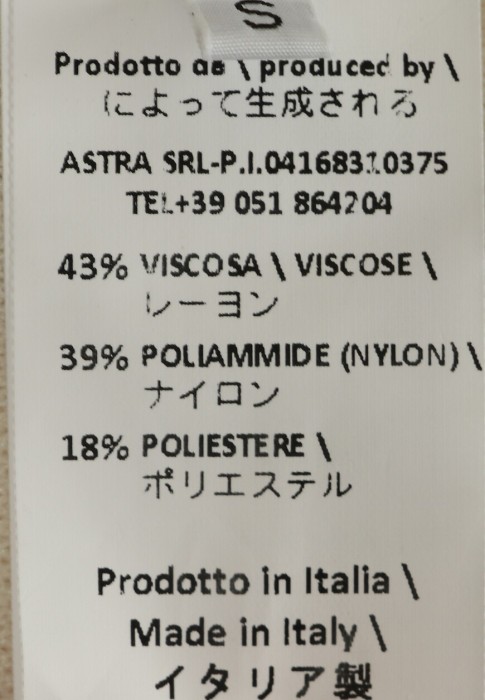 S
Prodotto da \ produced by \
によって生成される
ASTRA SRL-P.I.04168310375
TEL+39 051 864204
43% VISCOSA \ VISCOSE \
レーヨン
39% POLIAMMIDE (NYLON) \
ナイロン
18% POLIESTERE \
ポリエステル
Prodotto in Italia \
Made in Italy \
イタリア製